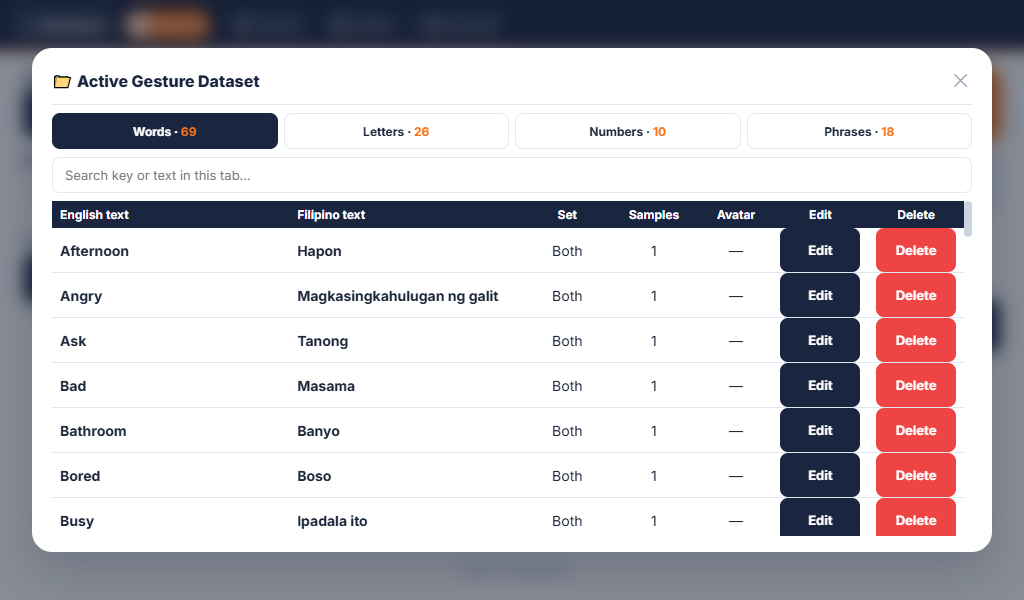 Active Gesture Dataset
Words · 69
Letters · 26
Numbers · 10
Phrases · 18
Search key or text in this tab...
English text Filipino text Set Samples Avatar Edit Delete
Afternoon Hapon Both 1 — Edit Delete
Angry Magkasingkahulugan ng galit Both 1 — Edit Delete
Ask Tanong Both 1 — Edit Delete
Bad Masama Both 1 — Edit Delete
Bathroom Banyo Both 1 — Edit Delete
Bored Boso Both 1 — Edit Delete
Busy Ipadala ito Both 1 — Edit Delete